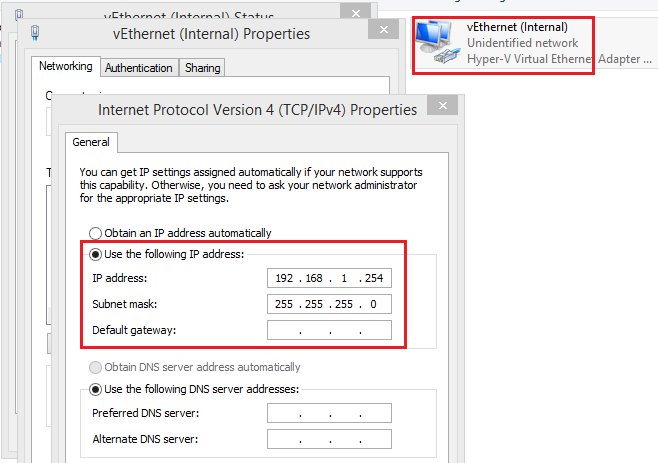 vEthernet (Internal) Status
vEthernet (Internal) Properties
Networking
Authentication
Sharing
Internet Protocol Version 4 (TCP/IPv4) Properties
General
You can get IP settings assigned automatically if your network supports
this capability. Otherwise, you need to ask your network administrator
for the appropriate IP settings.
Obtain an IP address automatically
Use the following IP address:
IP address: 192 . 168 . 1 . 254
Subnet mask: 255 . 255 . 255 . 0
Default gateway: . . .
Obtain DNS server address automatically
Use the following DNS server addresses:
Preferred DNS server: . . .
Alternate DNS server: . . .
vEthernet (Internal)
Unidentified network
Hyper-V Virtual Ethernet Adapter ...